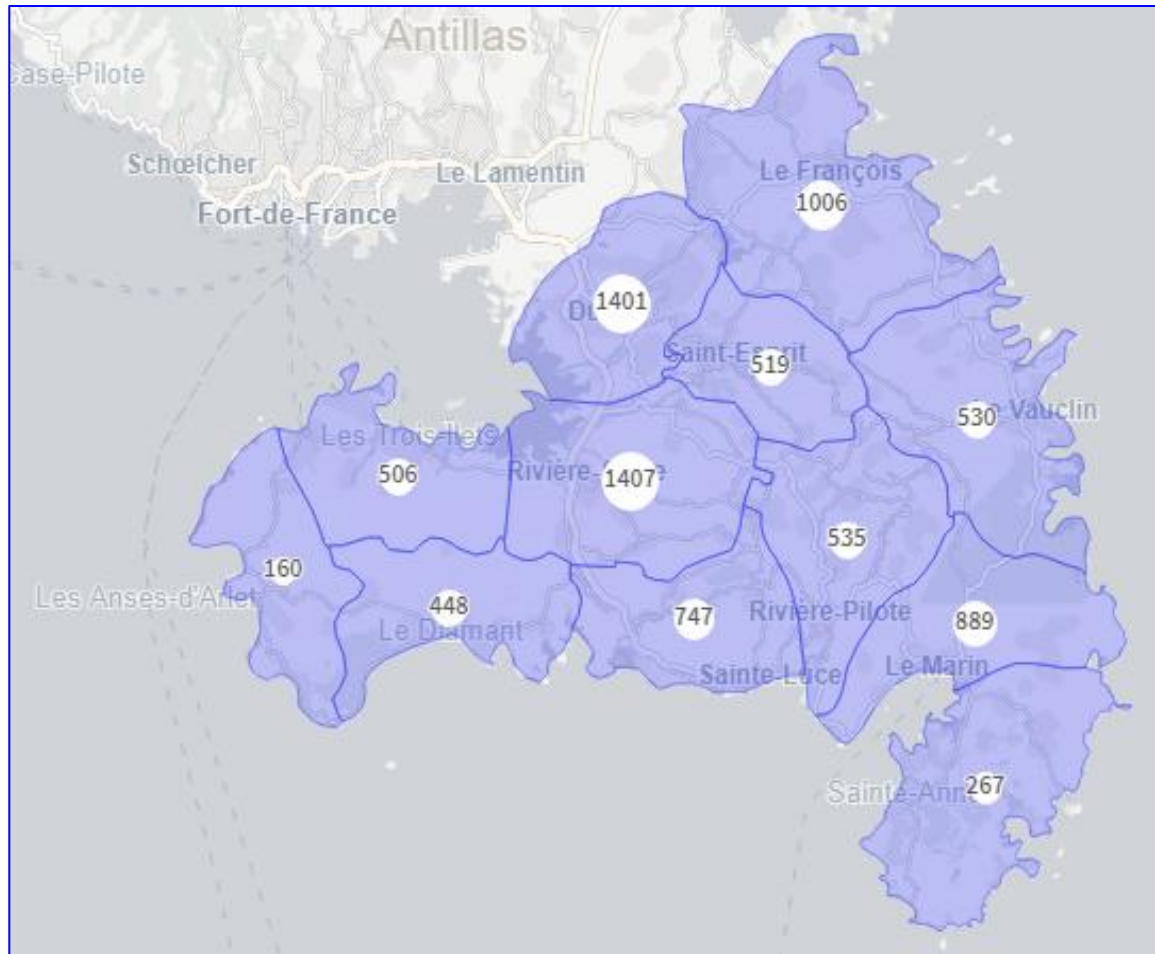 Antillas
Case-Pilote
Schœlcher
Le Lamentin
Le François
Fort-de-France
1006
1401
Saint-Esprit
519
530
Vauclin
Les Trois-Ilets
506
1407
535
160
Les Anses-d'Arlet
448
Le Diamant
747
Rivière-Pilote
889
Sainte-Luce
Le Marin
267